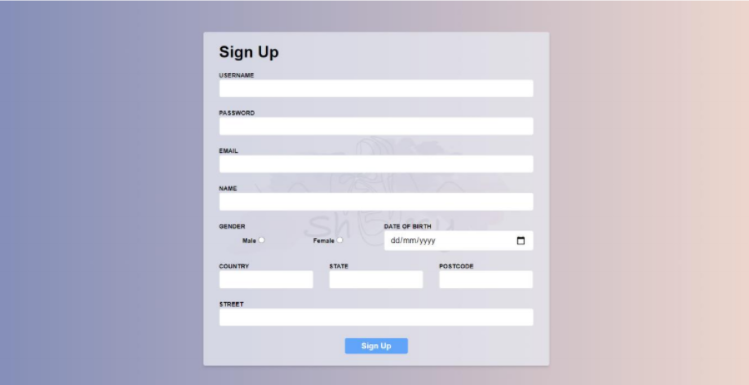 Sign Up
USERNAME
PASSWORD
EMAIL
NAME
GENDER DATE OF BIRTH
Male Female dd/mm/yyyy
COUNTRY STATE POSTCODE
STREET
Sign Up